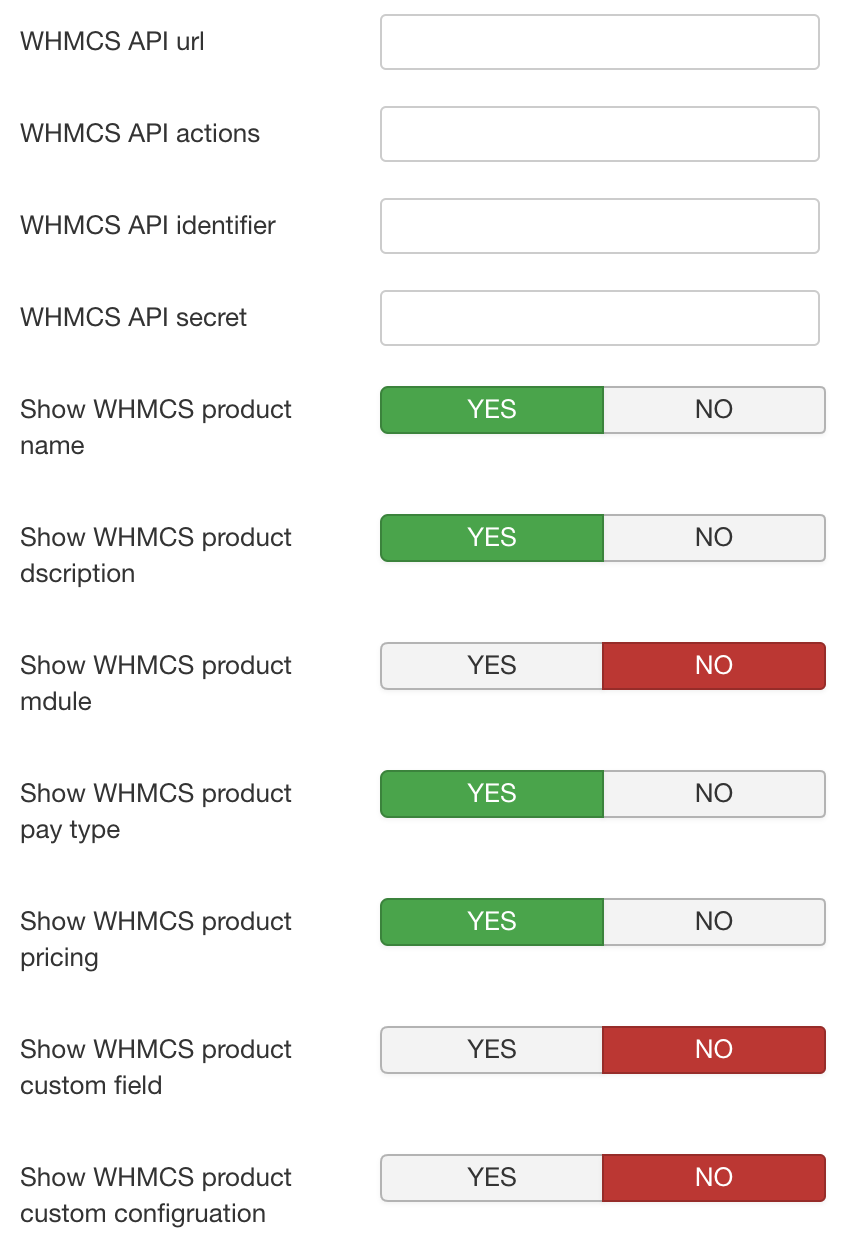 WHMCS API url
WHMCS API actions
WHMCS API identifier
WHMCS API secret
Show WHMCS product YES NO
name
Show WHMCS product YES NO
dscription
Show WHMCS product YES NO
mdule
Show WHMCS product YES NO
pay type
Show WHMCS product YES NO
pricing
Show WHMCS product YES NO
custom field
Show WHMCS product YES NO
custom configruation